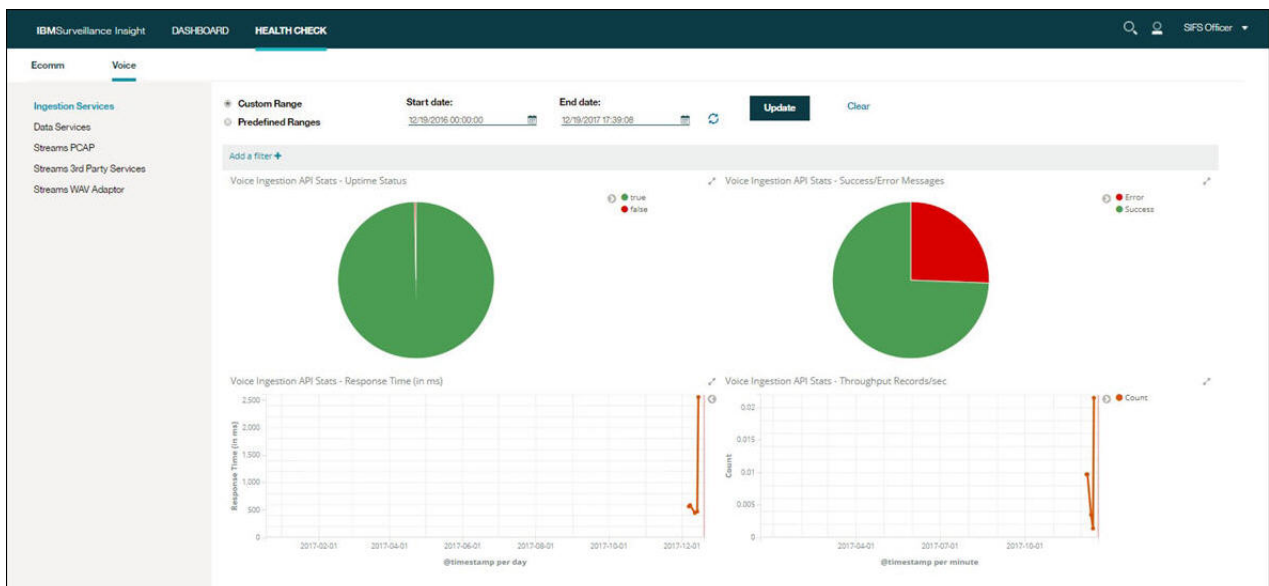 IBMSurveillance Insight DASHBOARD HEALTH CHECK SIFS Officer
Ecomm Voice
Ingestion Services
Data Services
Streams PCAP
Streams 3rd Party Services
Streams WAV Adaptor
Custom Range
Predefined Ranges
Start date:
12/19/2016 00:00:00
End date:
12/19/2017 17:39:08
Update
Clear
Add a filter
Voice Ingestion API Stats - Uptime Status
true
false
Voice Ingestion API Stats - Success/Error Messages
Error
Success
Voice Ingestion API Stats - Response Time (in ms)
2,500
2,000
1,500
1,000
500
0
Response Time (in ms)
2017-02-01 2017-04-01 2017-06-01 2017-08-01 2017-10-01 2017-12-01
@timestamp per day
Voice Ingestion API Stats - Throughput Records/sec
Count
0.02
0.015
0.01
0.005
0
Count
2017-04-01 2017-07-01 2017-10-01
@timestamp per minute